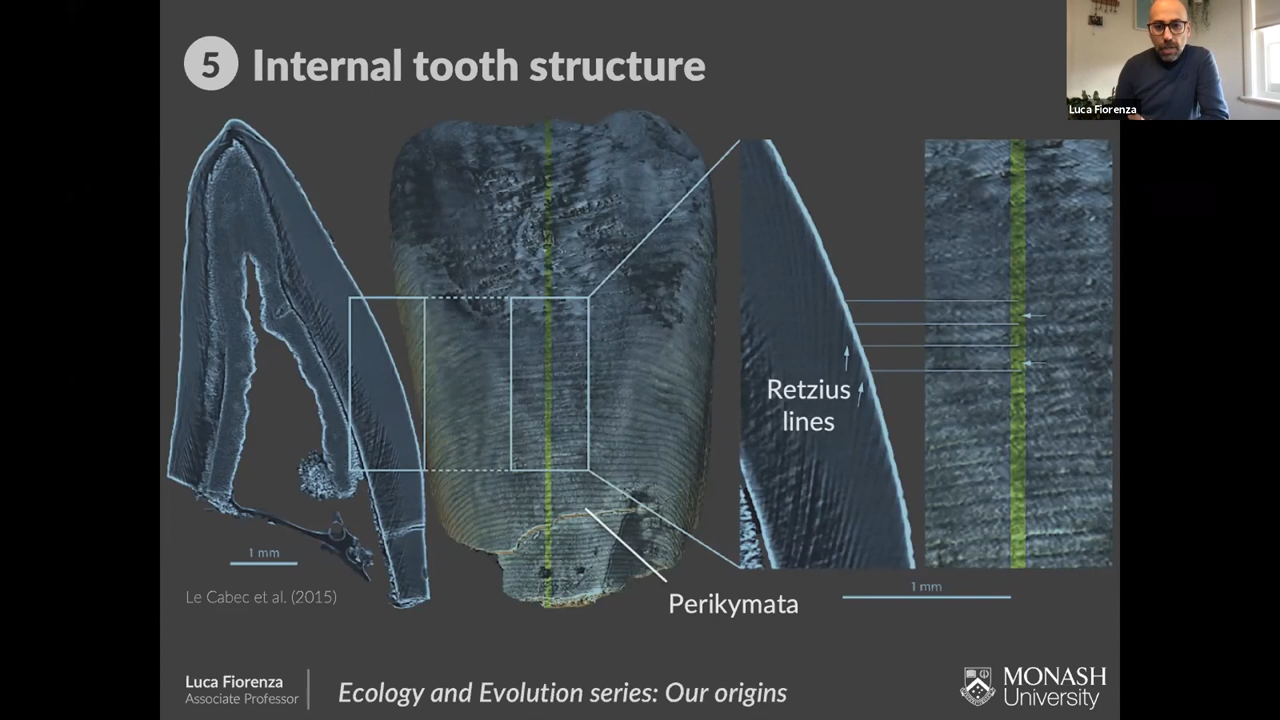 5 Internal tooth structure
Luca Fiorenza
Retzius
lines
1 mm
1 mm
Le Cabec et al. (2015)
Perikymata
Luca Fiorenza
Associate Professor
Ecology and Evolution series: Our origins
MONASH
University